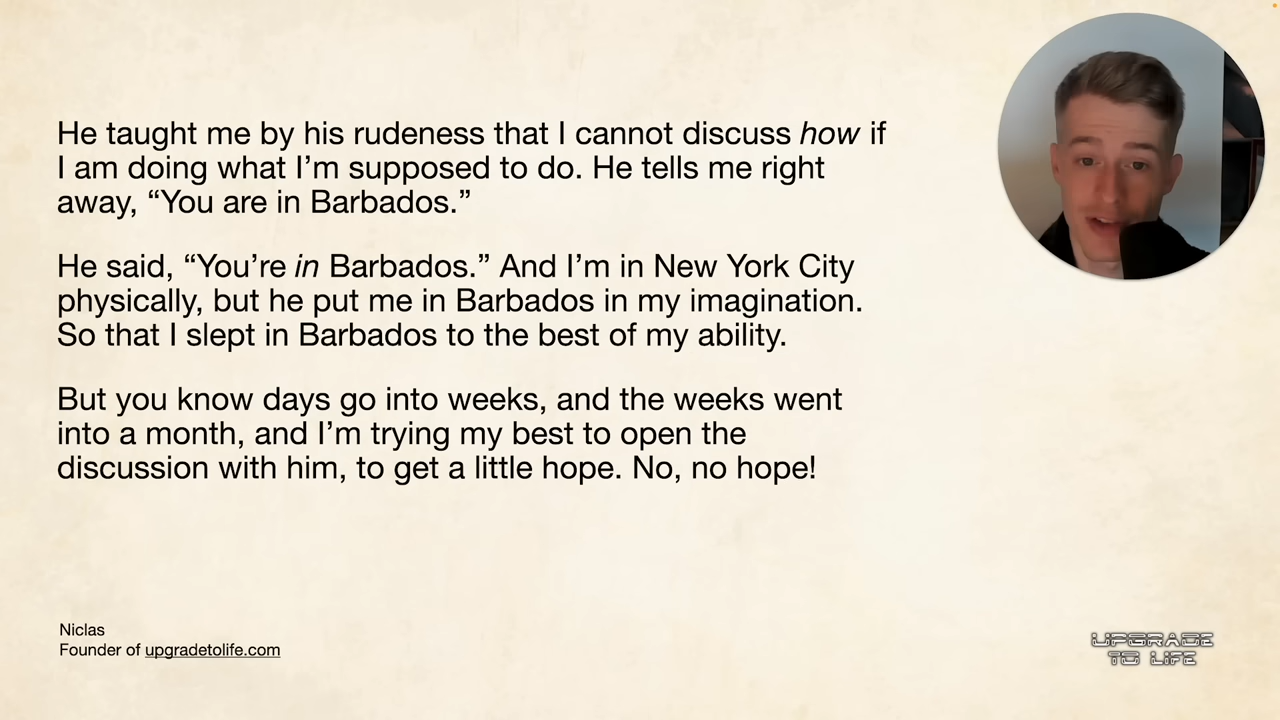 He taught me by his rudeness that I cannot discuss how if
I am doing what I’m supposed to do. He tells me right
away, “You are in Barbados.”
He said, “You’re in Barbados.” And I’m in New York City
physically, but he put me in Barbados in my imagination.
So that I slept in Barbados to the best of my ability.
But you know days go into weeks, and the weeks went
into a month, and I’m trying my best to open the
discussion with him, to get a little hope. No, no hope!
Niclas
Founder of upgradetolife.com
UPGRADE
TO LIFE